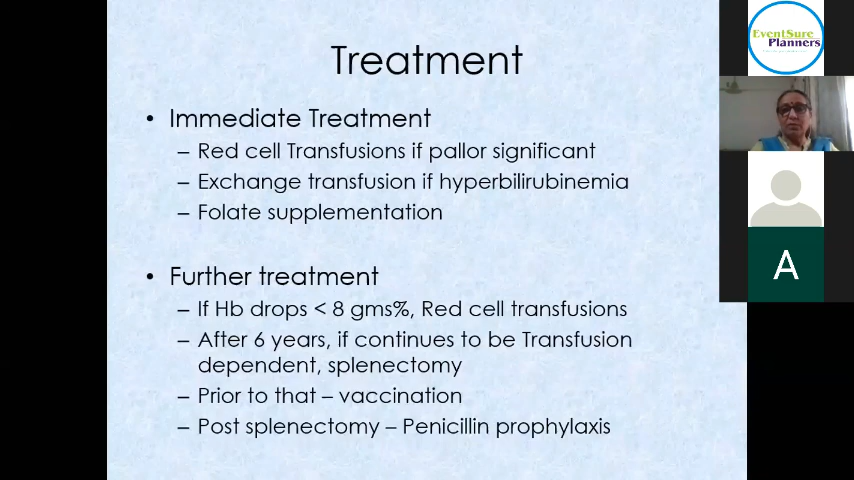 Treatment
• Immediate Treatment
– Red cell Transfusions if pallor significant
– Exchange transfusion if hyperbilirubinemia
– Folate supplementation
• Further treatment
– If Hb drops < 8 gms%, Red cell transfusions
– After 6 years, if continues to be Transfusion
dependent, splenectomy
– Prior to that – vaccination
– Post splenectomy – Penicillin prophylaxis
EventSure
Planners
A